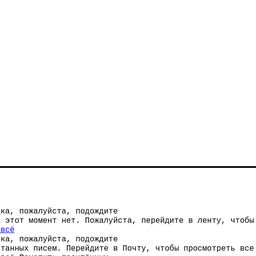 ка, пожалуйста, подождите
этот момент нет. Пожалуйста, перейдите в ленту, чтобы
всё
ка, пожалуйста, подождите
танных писем. Перейдите в Почту, чтобы просмотреть все